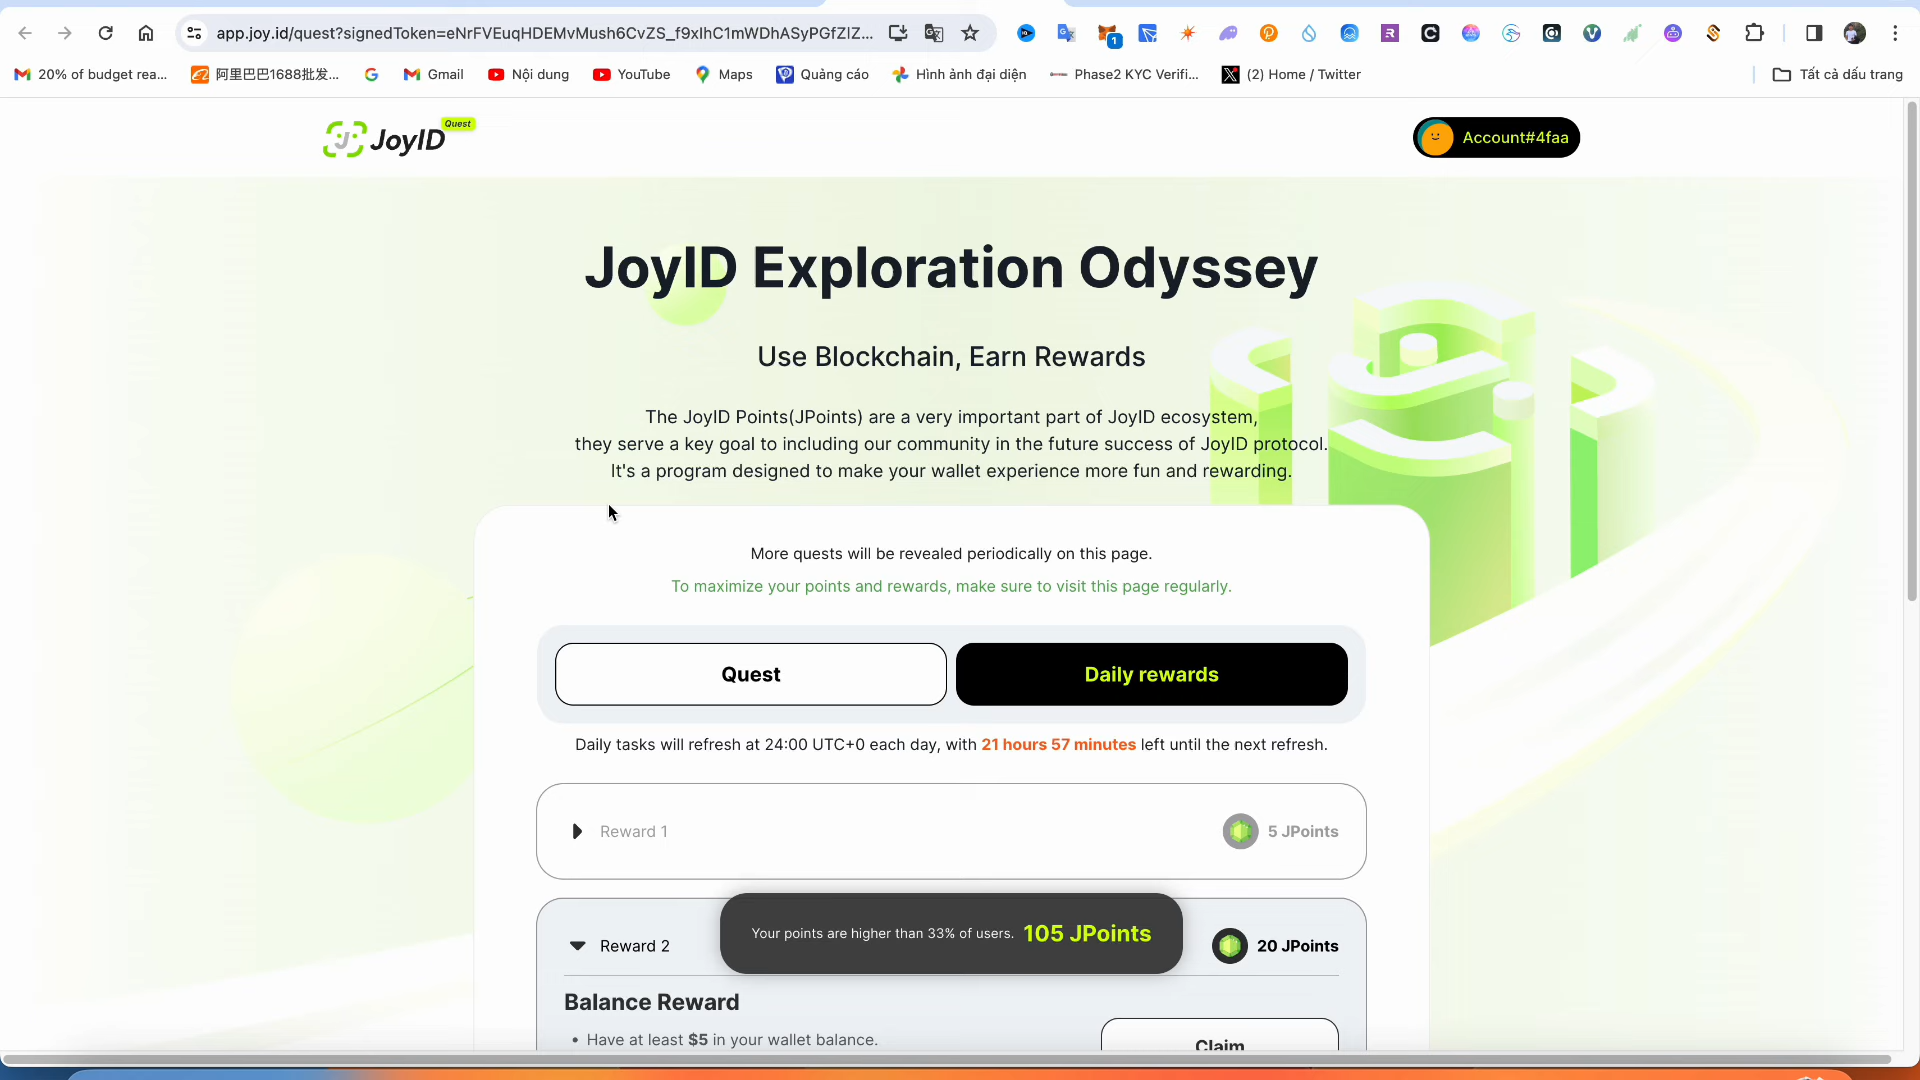 app.joy.id/quest?signedToken=eNrFVEuqHDEMvMush6CvZS_f9xIhC1mWDhASyPGfZIZ...
1
20% of budget rea...
阿里巴巴1688批发...
Gmail
Nội dung
YouTube
Maps
Quảng cáo
Hình ảnh đại diện
Phase2 KYC Verifi...
(2) Home / Twitter
Tất cả dấu trang
JoyID
Quest
Account#4faa
JoyID Exploration Odyssey
Use Blockchain, Earn Rewards
The JoyID Points(JPoints) are a very important part of JoyID ecosystem,
they serve a key goal to including our community in the future success of JoyID protocol.
It's a program designed to make your wallet experience more fun and rewarding.
More quests will be revealed periodically on this page.
To maximize your points and rewards, make sure to visit this page regularly.
Quest
Daily rewards
Daily tasks will refresh at 24:00 UTC+0 each day, with 21 hours 57 minutes left until the next refresh.
Reward 1
5 JPoints
Reward 2
Your points are higher than 33% of users. 105 JPoints
20 JPoints
Balance Reward
• Have at least $5 in your wallet balance.
Claim